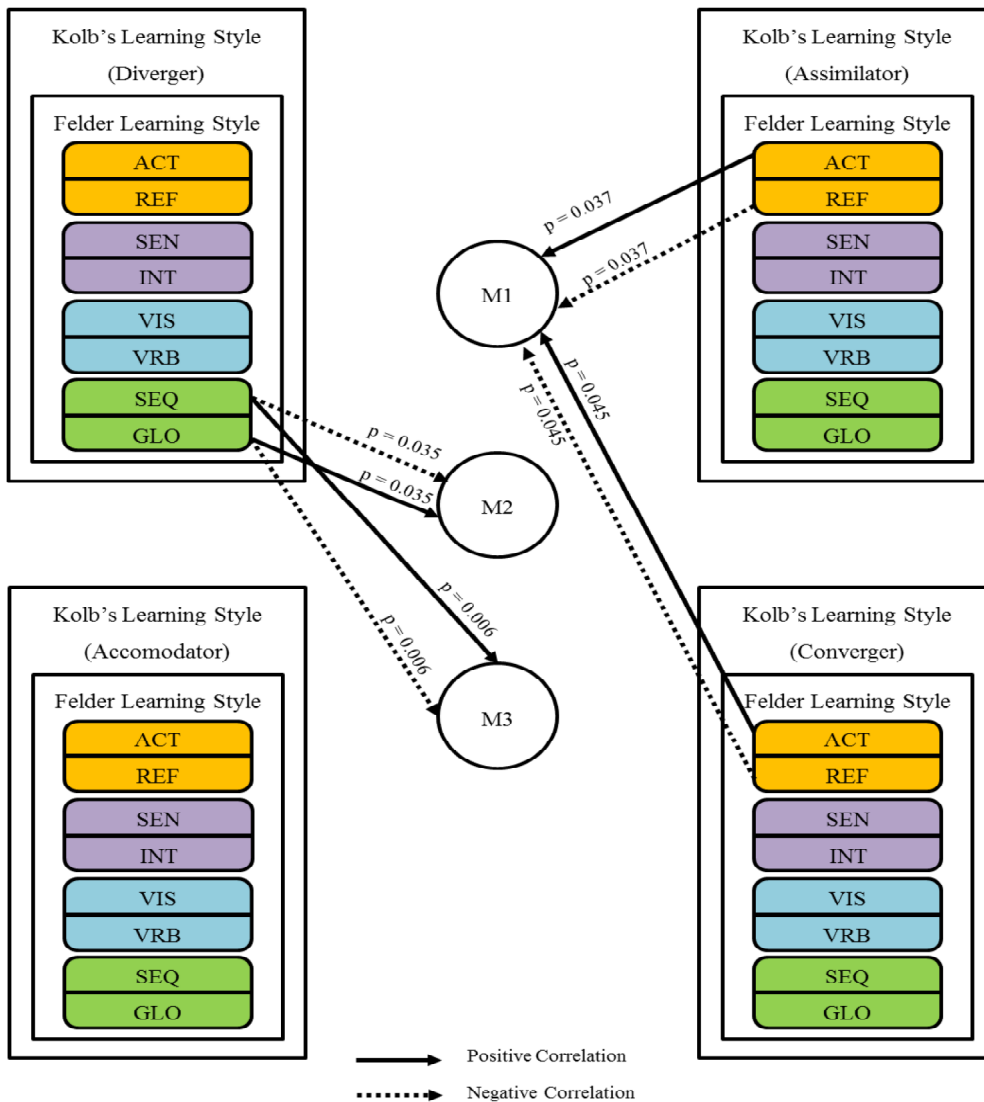 Kolb's Learning Style
(Diverger)
Felder Learning Style
ACT
REF
SEN
INT
VIS
VRB
SEQ
GLO
Kolb's Learning Style
(Assimilator)
Felder Learning Style
ACT
REF
SEN
INT
VIS
VRB
SEQ
GLO
p = 0.037
p = 0.037
M1
p = 0.045
p = 0.045
p = 0.035
p = 0.035
M2
p = 0.006
p = 0.006
M3
Kolb's Learning Style
(Accomodator)
Felder Learning Style
ACT
REF
SEN
INT
VIS
VRB
SEQ
GLO
Kolb's Learning Style
(Converger)
Felder Learning Style
ACT
REF
SEN
INT
VIS
VRB
SEQ
GLO
Positive Correlation
Negative Correlation